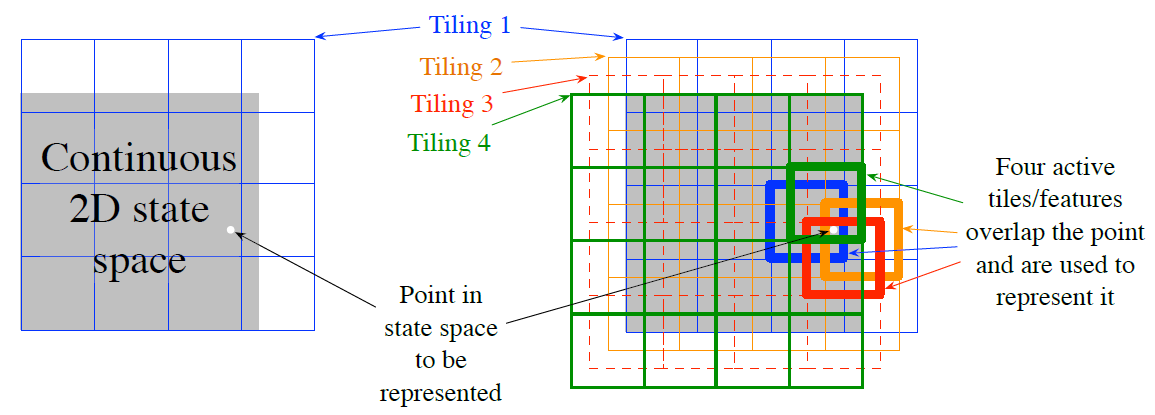 Tiling 1
Tiling 2
Tiling 3
Tiling 4
Continuous
2D state
space
Point in
state space
to be
represented
Four active
tiles/features
overlap the point
and are used to
represent it